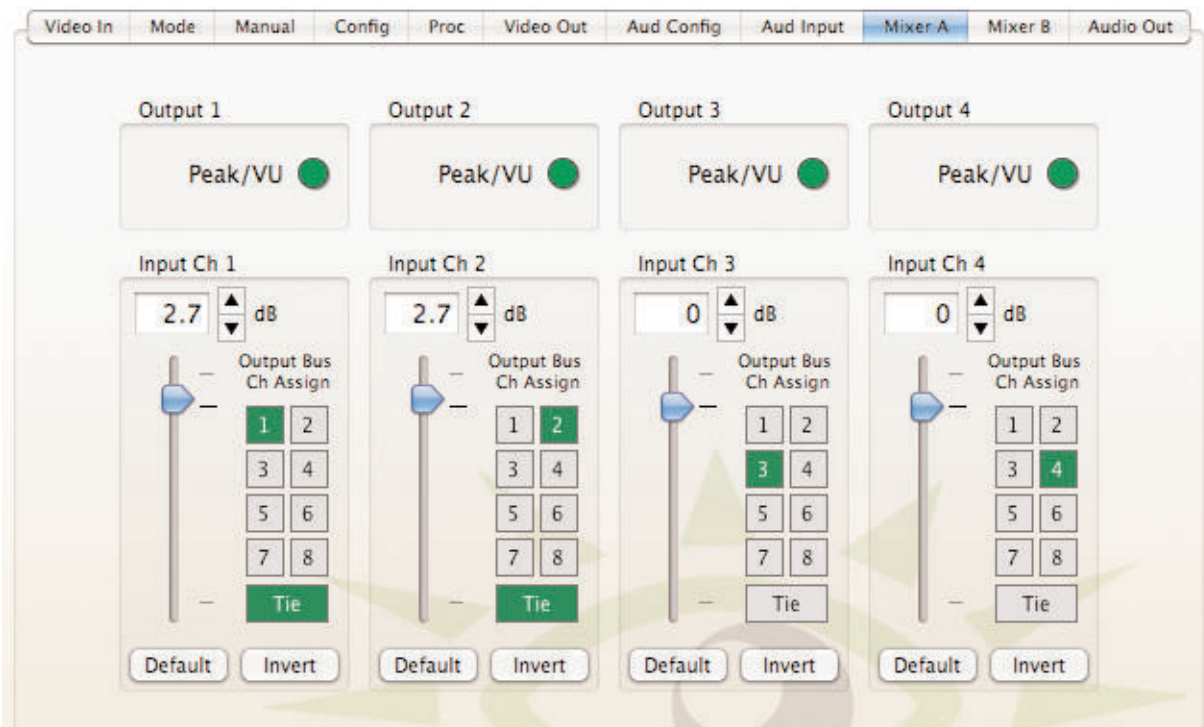 Video In Mode Manual Config Proc Video Out Aud Config Aud Input Mixer A Mixer B Audio Out
Output 1 Output 2 Output 3 Output 4
Peak/VU Peak/VU Peak/VU Peak/VU
Input Ch 1 Input Ch 2 Input Ch 3 Input Ch 4
2.7 dB 2.7 dB 0 dB 0 dB
Output Bus Output Bus Output Bus Output Bus
Ch Assign Ch Assign Ch Assign Ch Assign
1 2 1 2 1 2 1 2
3 4 3 4 3 4 3 4
5 6 5 6 5 6 5 6
7 8 7 8 7 8 7 8
Tie Tie Tie Tie
Default Invert Default Invert Default Invert Default Invert